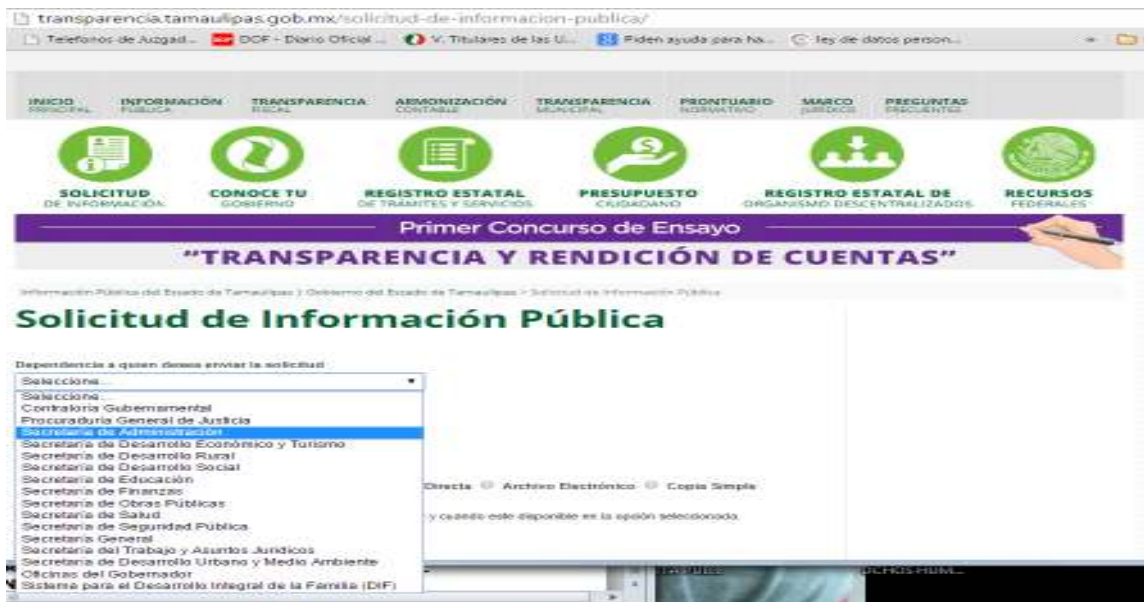 transparencia.tamaulipas.gob.mx/solicitud-de-informacion-publica/
Telefonos de Juzgad... DOF - Diario Oficial ... V. Titulares de las U... Piden ayuda para ha... ley de datos person...
INICIO INFORMACIÓN TRANSPARENCIA ARMONIZACIÓN TRANSPARENCIA PRONTUARIO MARCO PREGUNTAS
PRINCIPAL PÚBLICA FISCAL CONTABLE MUNICIPAL NORMATIVO JURÍDICO FRECUENTES
SOLICITUD CONOCE TU REGISTRO ESTATAL PRESUPUESTO REGISTRO ESTATAL DE RECURSOS
DE INFORMACIÓN GOBIERNO DE TRÁMITES Y SERVICIOS CIUDADANO ORGANISMO DESCENTRALIZADOS FEDERALES
Primer Concurso de Ensayo
"TRANSPARENCIA Y RENDICIÓN DE CUENTAS"
Información Pública del Estado de Tamaulipas | Gobierno del Estado de Tamaulipas > Solicitud de Información Pública
Solicitud de Información Pública
Dependencia a quien desea enviar la solicitud
Seleccione...
Seleccione...
Contraloría Gubernamental
Procuraduría General de Justicia
Secretaría de Administración
Secretaría de Desarrollo Económico y Turismo
Secretaría de Desarrollo Rural
Secretaría de Desarrollo Social
Secretaría de Educación
Directa Archivo Electrónico Copia Simple
Secretaría de Finanzas
Secretaría de Obras Públicas
Secretaría de Salud
y cuando este disponible en la opción seleccionada.
Secretaría de Seguridad Pública
Secretaría General
Secretaría del Trabajo y Asuntos Jurídicos
Secretaría de Desarrollo Urbano y Medio Ambiente
Oficinas del Gobernador
Sistema para el Desarrollo Integral de la Familia (DIF)